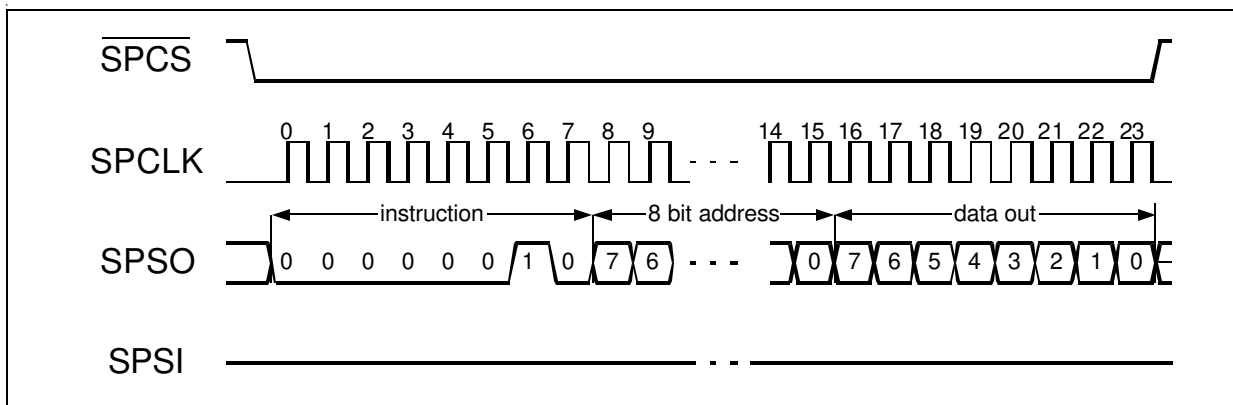 SPCS
0 1 2 3 4 5 6 7 8 9 14 15 16 17 18 19 20 21 22 23
SPCLK
instruction 8 bit address data out
SPSO 0 0 0 0 0 0 1 0 7 6 0 7 6 5 4 3 2 1 0
SPSI